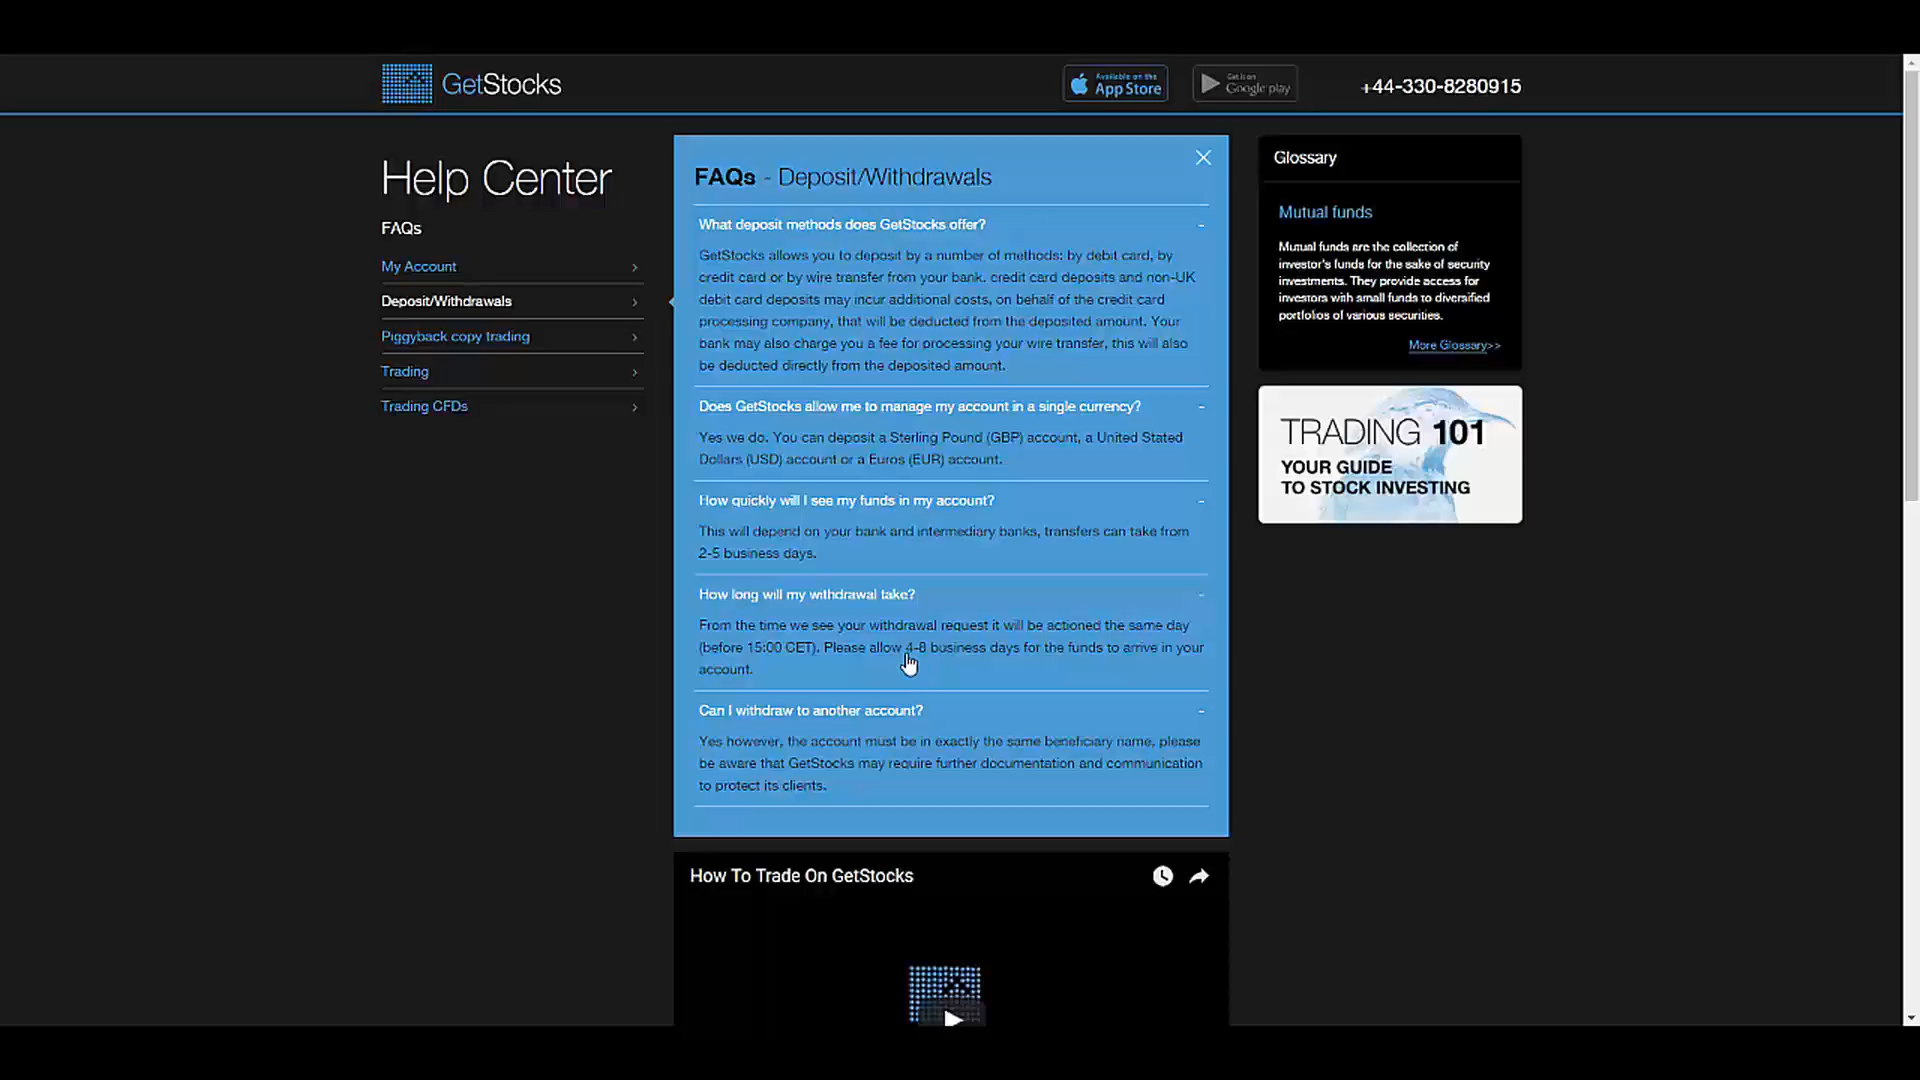 GetStocks
Available on the
App Store
Get it on
Google play
+44-330-8280915
Help Center
FAQs
My Account
Deposit/Withdrawals
Piggyback copy trading
Trading
Trading CFDs
FAQs - Deposit/Withdrawals
What deposit methods does GetStocks offer?
GetStocks allows you to deposit by a number of methods: by debit card, by
credit card or by wire transfer from your bank. credit card deposits and non-UK
debit card deposits may incur additional costs, on behalf of the credit card
processing company, that will be deducted from the deposited amount. Your
bank may also charge you a fee for processing your wire transfer, this will also
be deducted directly from the deposited amount.
Does GetStocks allow me to manage my account in a single currency?
Yes we do. You can deposit a Sterling Pound (GBP) account, a United Stated
Dollars (USD) account or a Euros (EUR) account.
How quickly will I see my funds in my account?
This will depend on your bank and intermediary banks, transfers can take from
2-5 business days.
How long will my withdrawal take?
From the time we see your withdrawal request it will be actioned the same day
(before 15:00 CET). Please allow 4-8 business days for the funds to arrive in your
account.
Can I withdraw to another account?
Yes however, the account must be in exactly the same beneficiary name, please
be aware that GetStocks may require further documentation and communication
to protect its clients.
How To Trade On GetStocks
Glossary
Mutual funds
Mutual funds are the collection of
investor's funds for the sake of security
investments. They provide access for
investors with small funds to diversified
portfolios of various securities.
More Glossary>>
TRADING 101
YOUR GUIDE
TO STOCK INVESTING